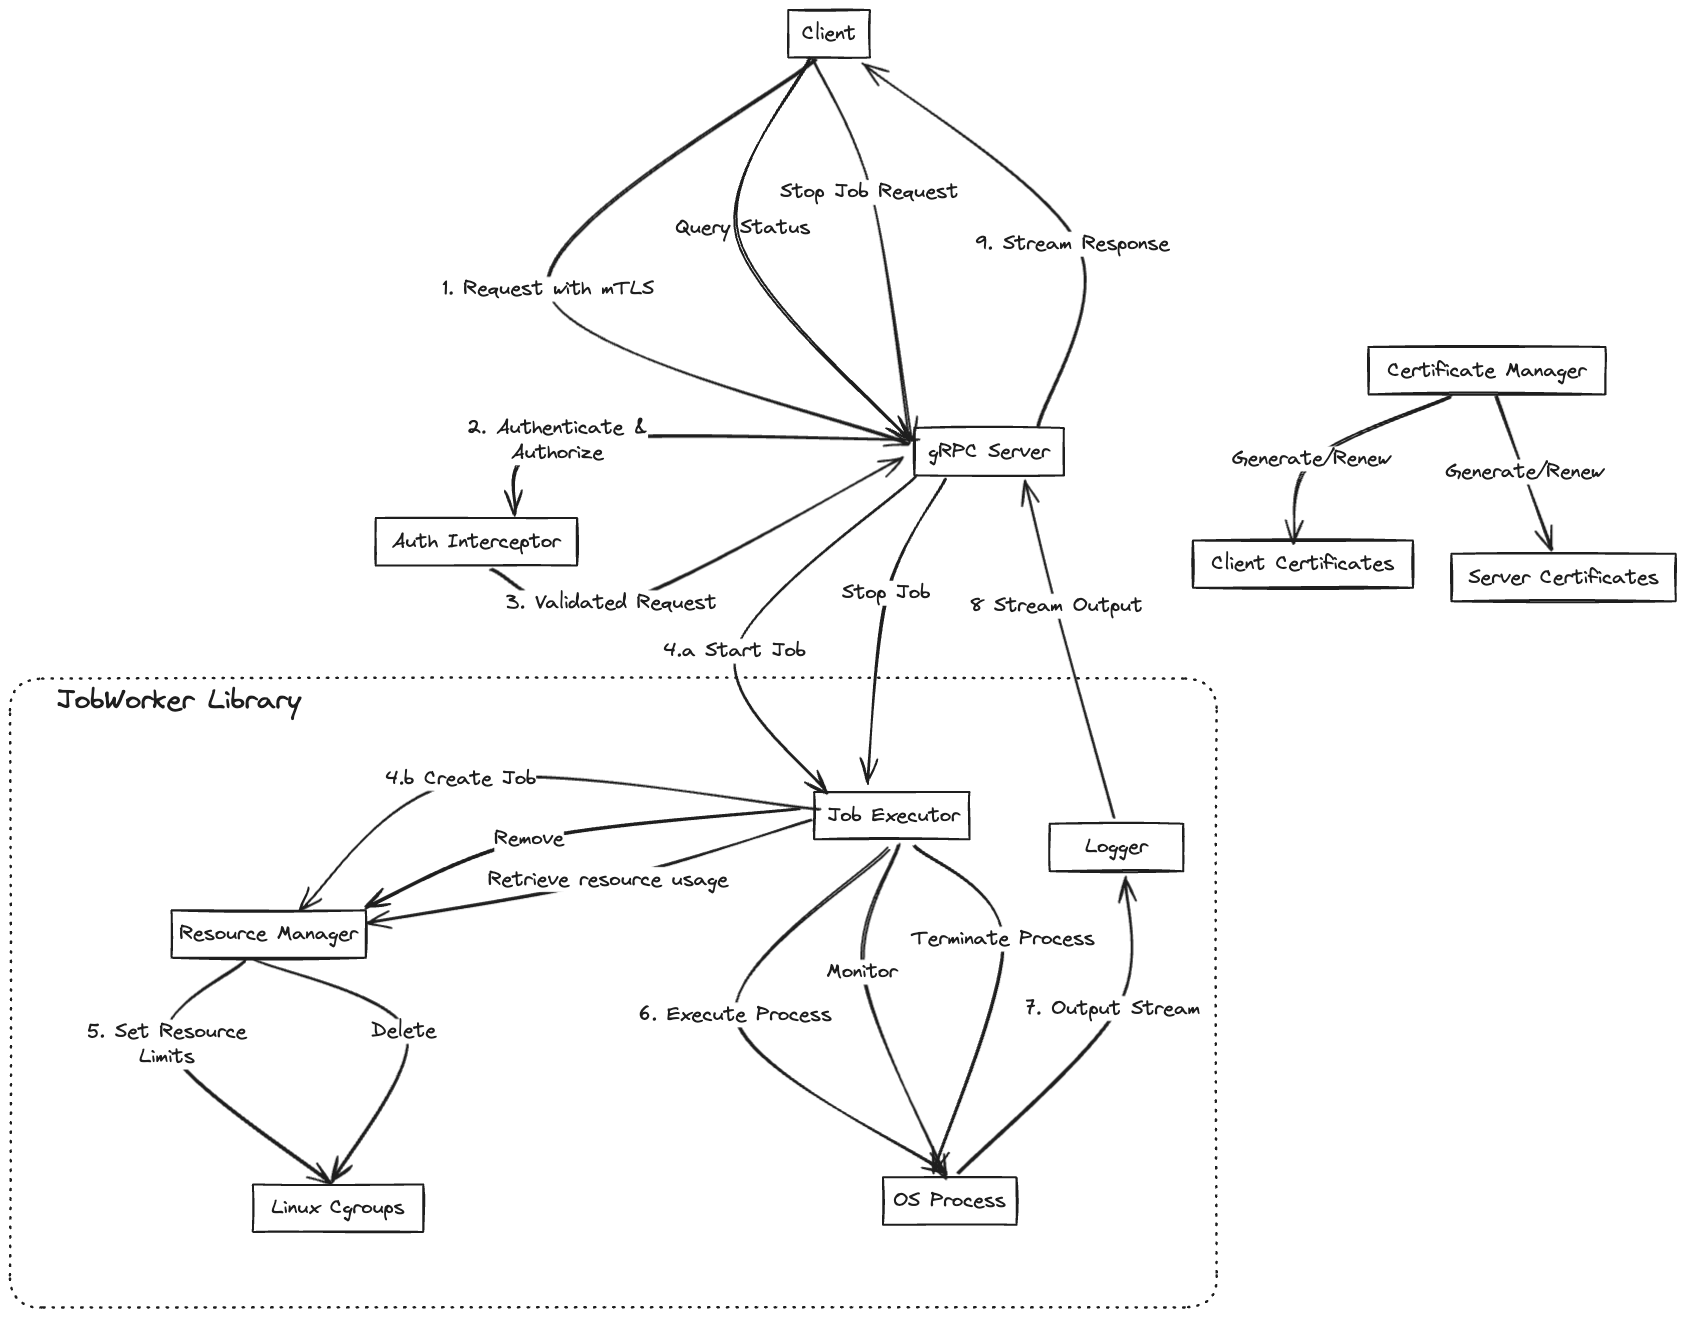 Client
Stop Job Request
Query Status
9. Stream Response
1. Request with mTLS
Certificate Manager
2. Authenticate &
Authorize
gRPC Server
Generate/Renew
Generate/Renew
Auth Interceptor
Client Certificates
Server Certificates
3. Validated Request
Stop Job
8 Stream Output
4.a Start Job
JobWorker Library
4.b Create Job
Job Executor
Remove
Logger
Retrieve resource usage
Resource Manager
Terminate Process
Monitor
6. Execute Process
7. Output Stream
5. Set Resource
Limits
Delete
OS Process
Linux Cgroups